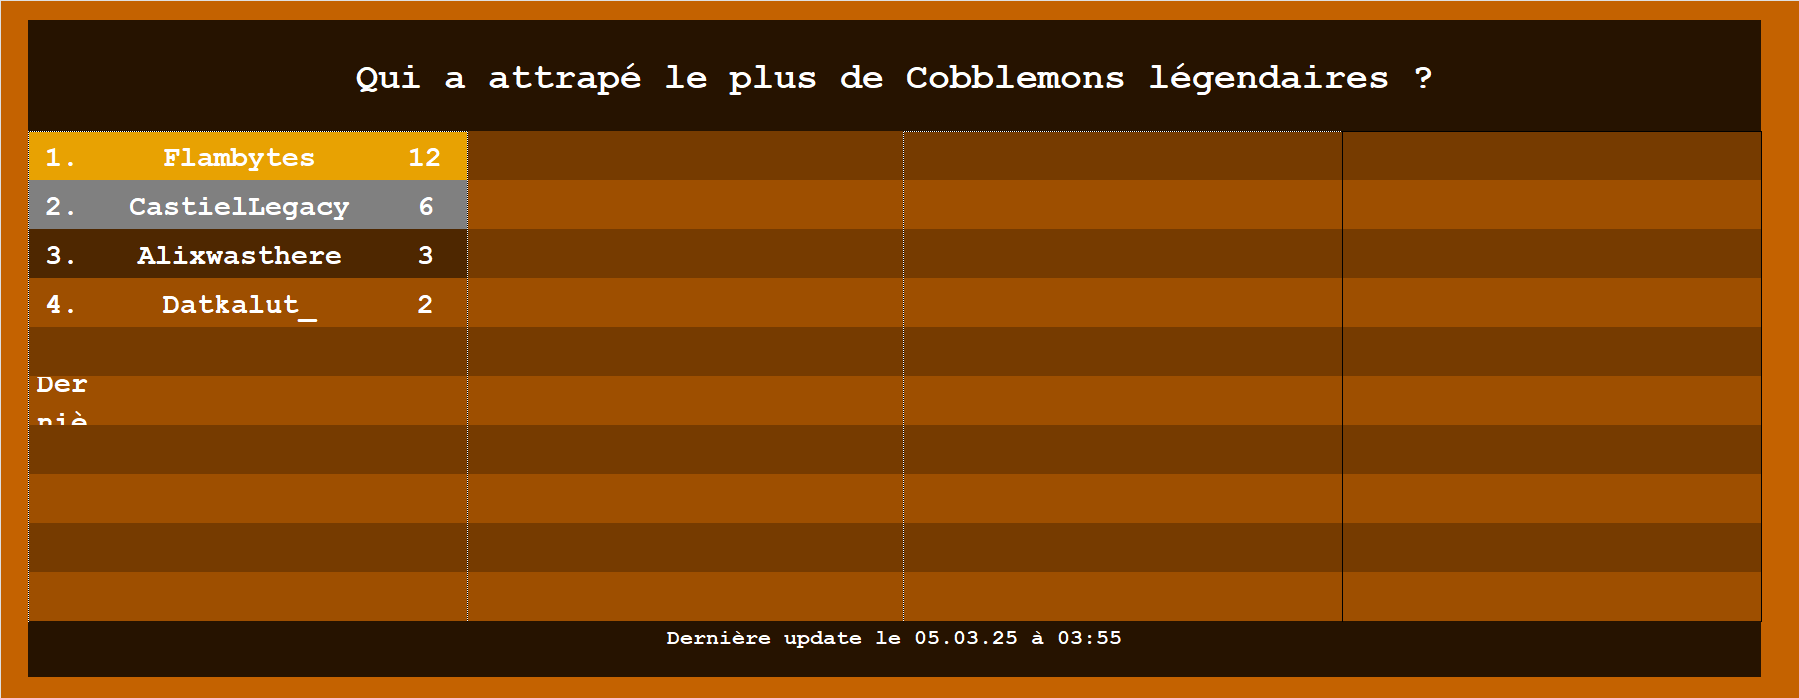 Qui a attrapé le plus de Cobblemons légendaires ?
1. Flambytes 12
2. CastielLegacy 6
3. Alixwasthere 3
4. Datkalut_ 2
Der
niè
Dernière update le 05.03.25 à 03:55